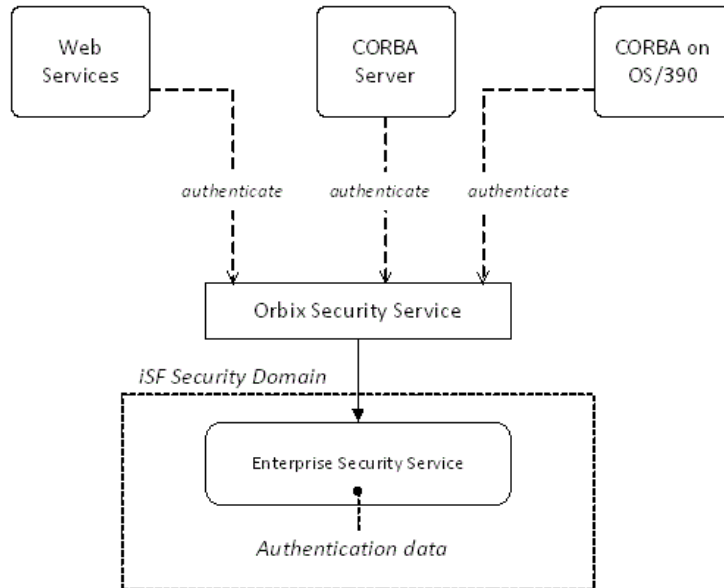 Web
Services
CORBA
Server
CORBA on
OS/390
authenticate
authenticate
authenticate
Orbix Security Service
iSF Security Domain
Enterprise Security Service
Authentication data